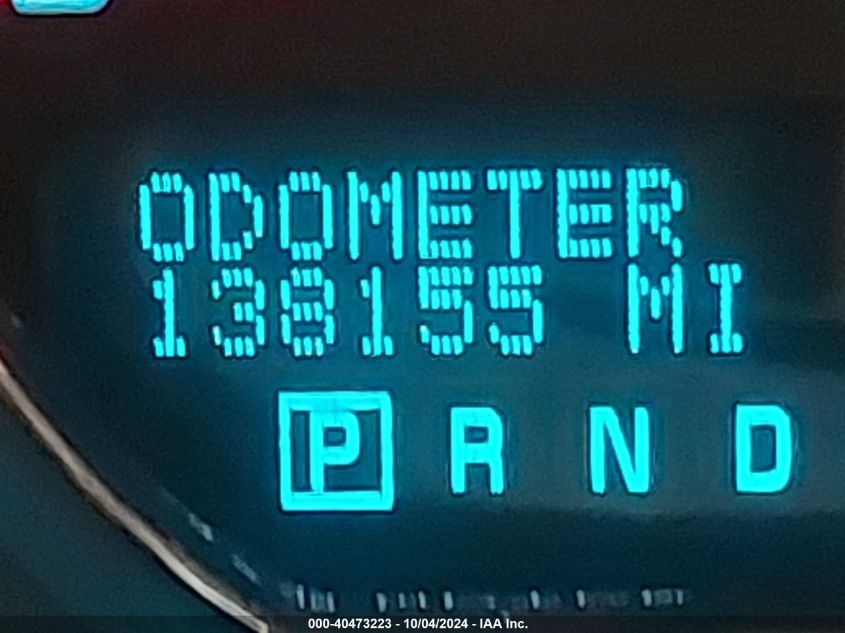 ODOMETER
138155 MI
P R N D
000-40473223 - 10/04/2024 - IAA Inc.